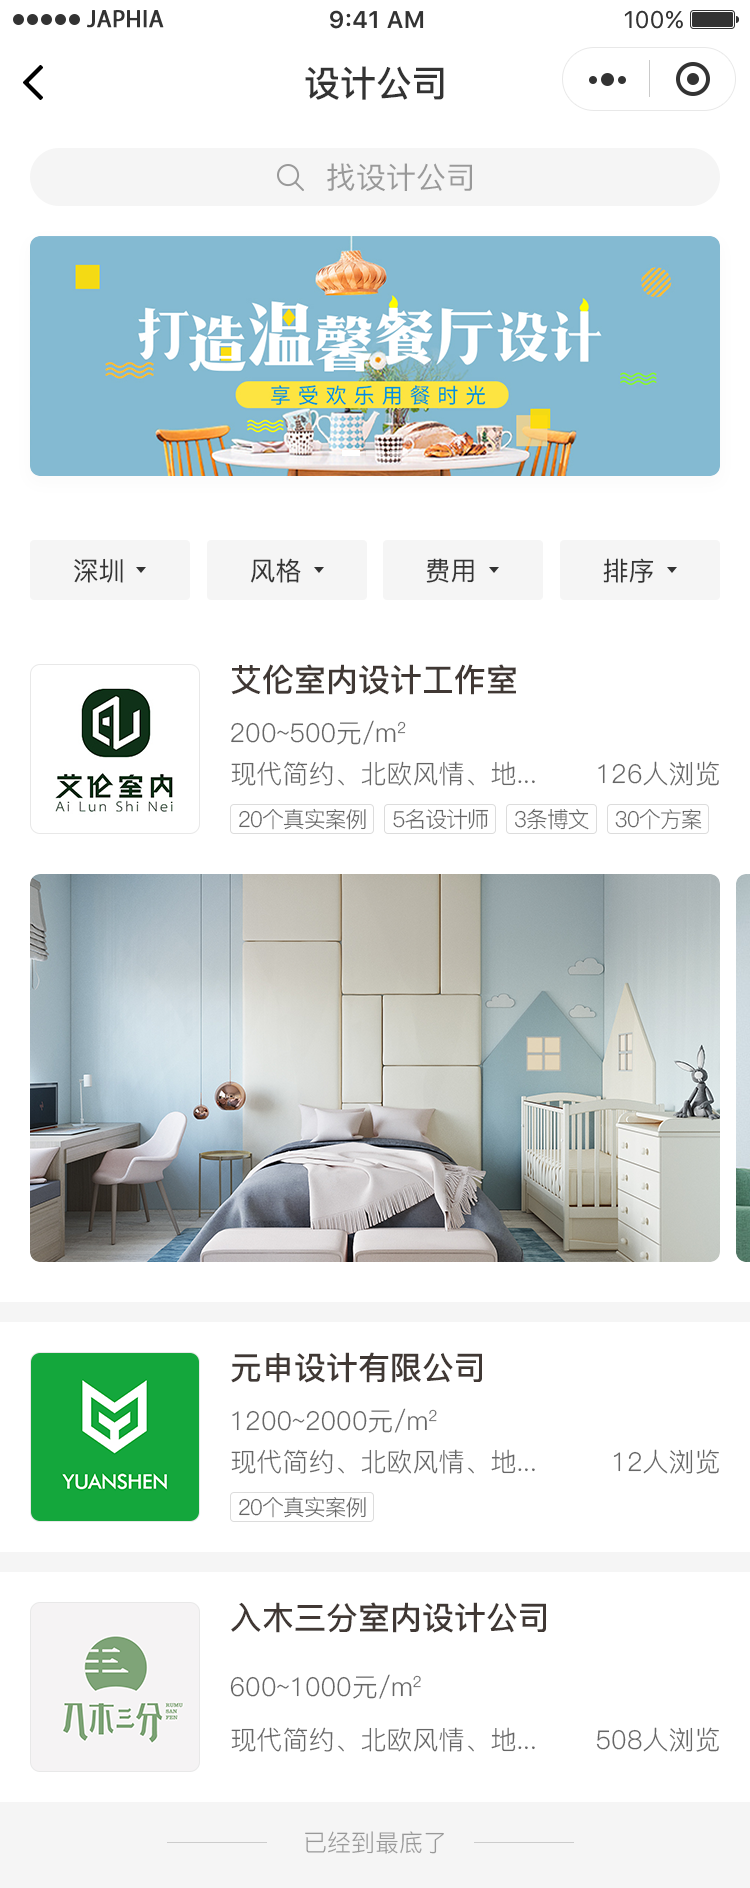 JAPHIA 9:41 AM 100%
设计公司
找设计公司
打造温馨餐厅设计
享受欢乐用餐时光
深圳 风格 费用 排序
艾伦室内设计工作室
200~500元/m²
现代简约、北欧风情、地... 126人浏览
20个真实案例 5名设计师 3条博文 30个方案
艾伦室内
Ai Lun Shi Nei
元申设计有限公司
1200~2000元/m²
现代简约、北欧风情、地... 12人浏览
20个真实案例
YUANSHEN
入木三分室内设计公司
600~1000元/m²
现代简约、北欧风情、地... 508人浏览
入木三分
RUMU
SAN
FEN
已经到最底了